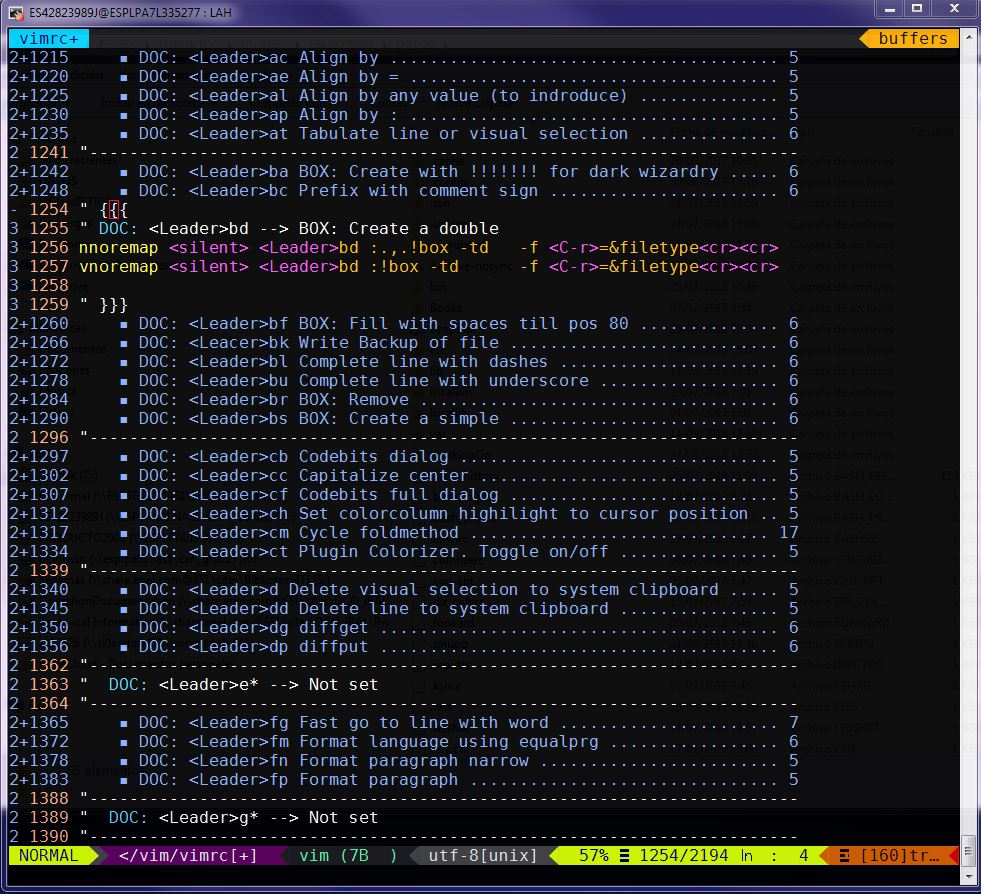 ES42823989J@ESPLPA7L335277 : LAH
vimrc+ buffers
2+1215 ▪ DOC: <Leader>ac Align by ....................................... 5
2+1220 ▪ DOC: <Leader>ae Align by = ..................................... 5
2+1225 ▪ DOC: <Leader>al Align by any value (to indroduce) .............. 5
2+1230 ▪ DOC: <Leader>ap Align by : ..................................... 5
2+1235 ▪ DOC: <Leader>at Tabulate line or visual selection .............. 6
2 1241 "-----------------------------------------------------------------------
2+1242 ▪ DOC: <Leader>ba BOX: Create with !!!!!!! for dark wizardry ..... 6
2+1248 ▪ DOC: <Leader>bc Prefix with comment sign ....................... 6
- 1254 " {{{
3 1255 " DOC: <Leader>bd --> BOX: Create a double
3 1256 nnoremap <silent> <Leader>bd :.,.!box -td   -f <C-r>=&filetype<cr><cr>
3 1257 vnoremap <silent> <Leader>bd :!box -td      -f <C-r>=&filetype<cr><cr>
3 1258
3 1259 " }}}
2+1260 ▪ DOC: <Leader>bf BOX: Fill with spaces till pos 80 .............. 6
2+1266 ▪ DOC: <Leacer>bk Write Backup of file ........................... 6
2+1272 ▪ DOC: <Leader>bl Complete line with dashes ...................... 6
2+1278 ▪ DOC: <Leader>bu Complete line with underscore .................. 6
2+1284 ▪ DOC: <Leader>br BOX: Remove .................................... 6
2+1290 ▪ DOC: <Leader>bs BOX: Create a simple ........................... 6
2 1296 "-----------------------------------------------------------------------
2+1297 ▪ DOC: <Leader>cb Codebits dialog ................................ 5
2+1302 ▪ DOC: <Leader>cc Capitalize center .............................. 5
2+1307 ▪ DOC: <Leader>cf Codebits full dialog ........................... 5
2+1312 ▪ DOC: <Leader>ch Set colorcolumn highilight to cursor position .. 5
2+1317 ▪ DOC: <Leader>cm Cycle foldmethod .............................. 17
2+1334 ▪ DOC: <Leader>ct Plugin Colorizer. Toggle on/off ................ 5
2 1339 "-----------------------------------------------------------------------
2+1340 ▪ DOC: <Leader>d Delete visual selection to system clipboard ..... 5
2+1345 ▪ DOC: <Leader>dd Delete line to system clipboard ................ 5
2+1350 ▪ DOC: <Leader>dg diffget ........................................ 6
2+1356 ▪ DOC: <Leader>dp diffput ........................................ 6
2 1362 "-----------------------------------------------------------------------
2 1363 "  DOC: <Leader>e* --> Not set
2 1364 "-----------------------------------------------------------------------
2+1365 ▪ DOC: <Leader>fg Fast go to line with word ...................... 7
2+1372 ▪ DOC: <Leader>fm Format language using equalprg ................. 6
2+1378 ▪ DOC: <Leader>fn Format paragraph narrow ........................ 5
2+1383 ▪ DOC: <Leader>fp Format paragraph ............................... 5
2 1388 "-----------------------------------------------------------------------
2 1389 "  DOC: <Leader>g* --> Not set
2 1390 "-----------------------------------------------------------------------
NORMAL </vim/vimrc[+] vim (7B  ) utf-8[unix] 57% ☰ 1254/2194 ln : 4 Ξ [160]tr…